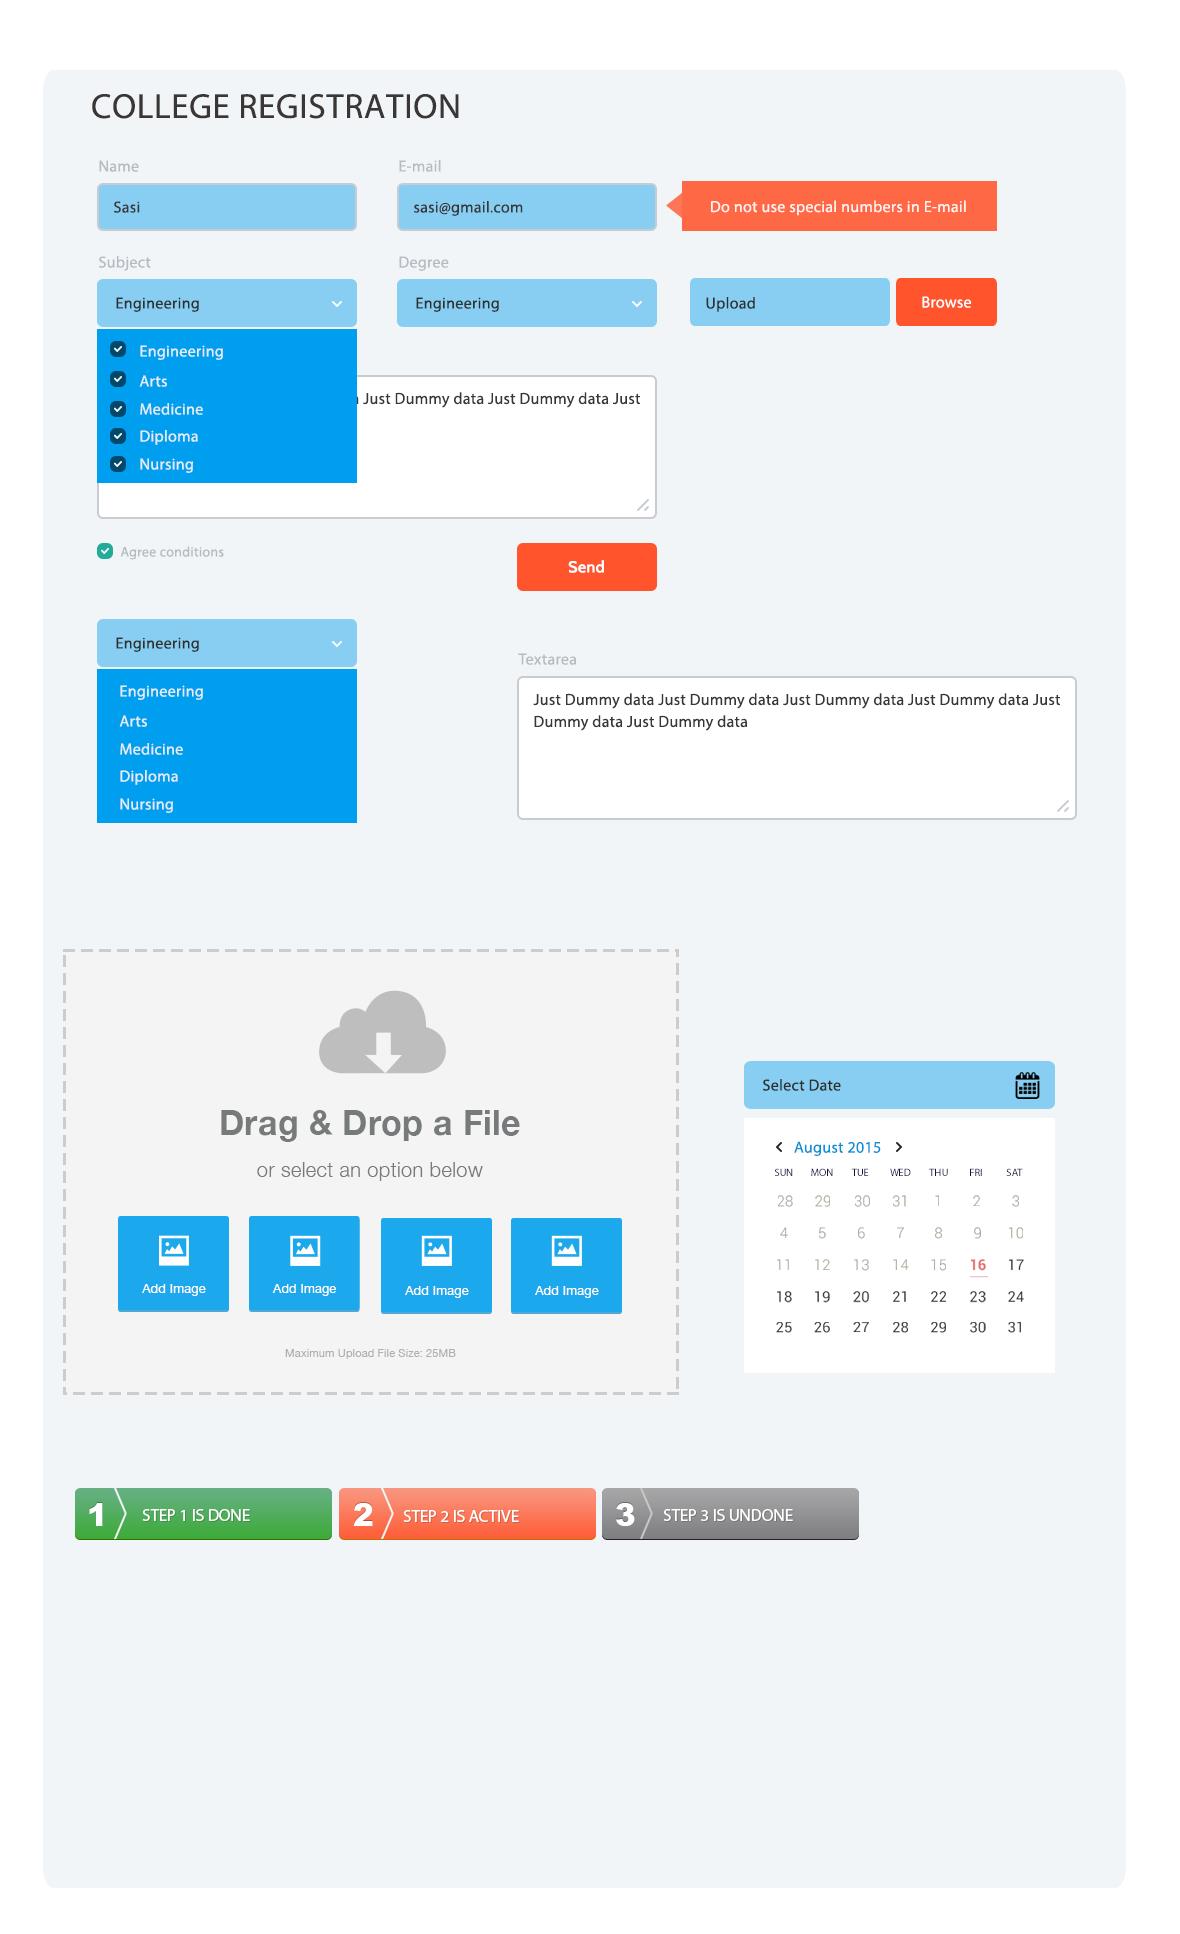 COLLEGE REGISTRATION
Name
E-mail
Sasi
sasi@gmail.com
Do not use special numbers in E-mail
Subject
Degree
Engineering
Engineering
Upload
Browse
Engineering
Arts
Medicine
Diploma
Nursing
Just Dummy data Just Dummy data Just
Agree conditions
Send
Engineering
Engineering
Arts
Medicine
Diploma
Nursing
Textarea
Just Dummy data Just Dummy data Just Dummy data Just Dummy data Just
Dummy data Just Dummy data
Drag & Drop a File
or select an option below
Add Image
Add Image
Add Image
Add Image
Maximum Upload File Size: 25MB
Select Date
August 2015
SUN MON TUE WED THU FRI SAT
28 29 30 31 1 2 3
4 5 6 7 8 9 10
11 12 13 14 15 16 17
18 19 20 21 22 23 24
25 26 27 28 29 30 31
1 STEP 1 IS DONE
2 STEP 2 IS ACTIVE
3 STEP 3 IS UNDONE